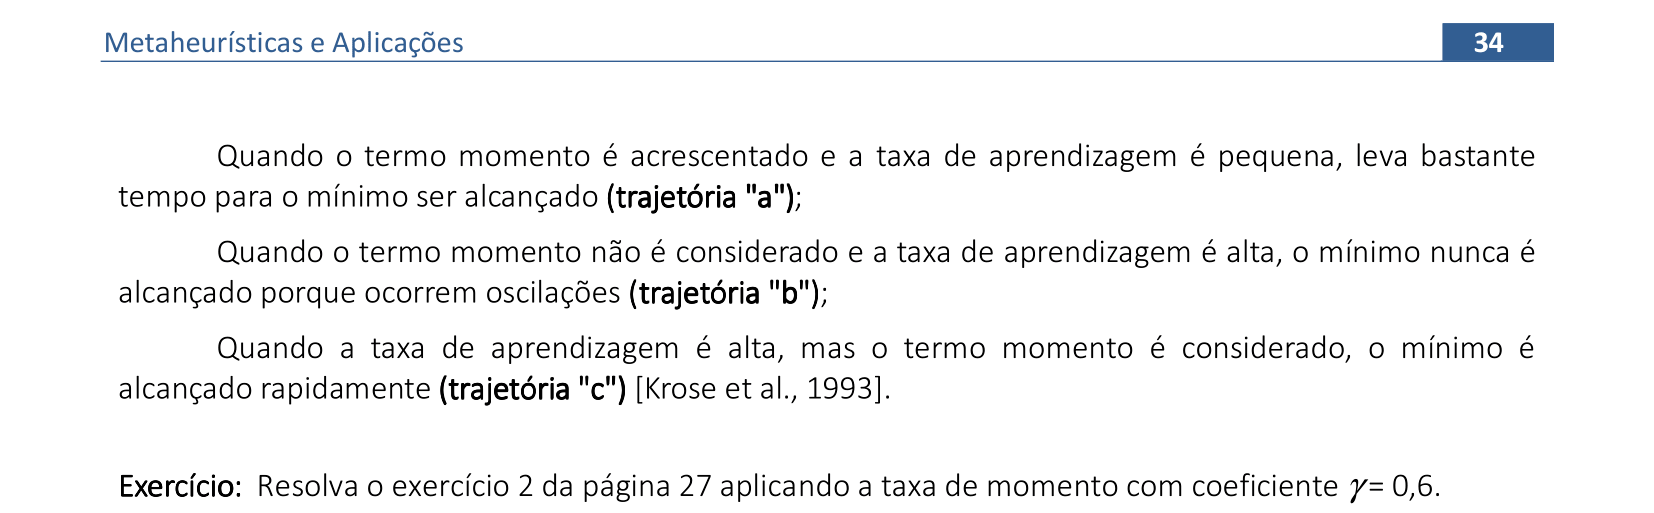 Metaheurísticas e Aplicações 34
Quando o termo momento é acrescentado e a taxa de aprendizagem é pequena, leva bastante
tempo para o mínimo ser alcançado (trajetória "a");
Quando o termo momento não é considerado e a taxa de aprendizagem é alta, o mínimo nunca é
alcançado porque ocorrem oscilações (trajetória "b");
Quando a taxa de aprendizagem é alta, mas o termo momento é considerado, o mínimo é
alcançado rapidamente (trajetória "c") [Krose et al., 1993].
Exercício: Resolva o exercício 2 da página 27 aplicando a taxa de momento com coeficiente γ= 0,6.